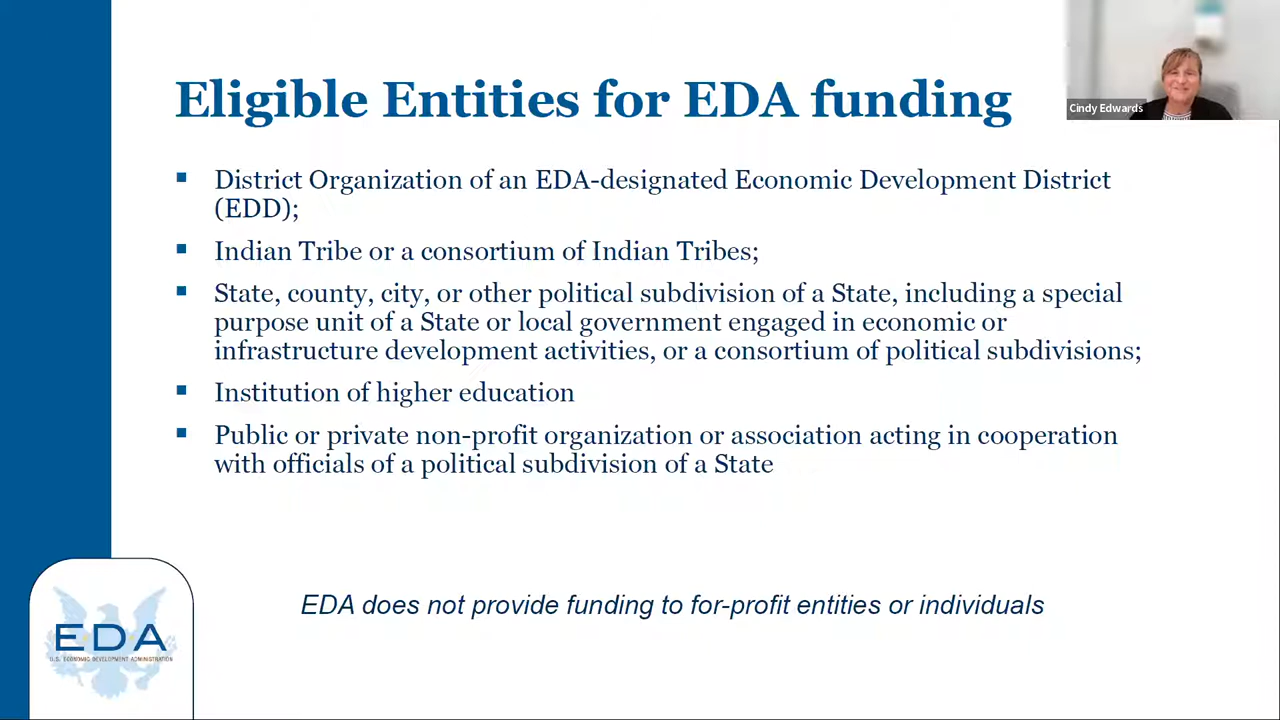 Eligible Entities for EDA funding
Cindy Edwards
District Organization of an EDA-designated Economic Development District
(EDD);
Indian Tribe or a consortium of Indian Tribes;
State, county, city, or other political subdivision of a State, including a special
purpose unit of a State or local government engaged in economic or
infrastructure development activities, or a consortium of political subdivisions;
Institution of higher education
Public or private non-profit organization or association acting in cooperation
with officials of a political subdivision of a State
EDA does not provide funding to for-profit entities or individuals
EDA
U.S. ECONOMIC DEVELOPMENT ADMINISTRATION